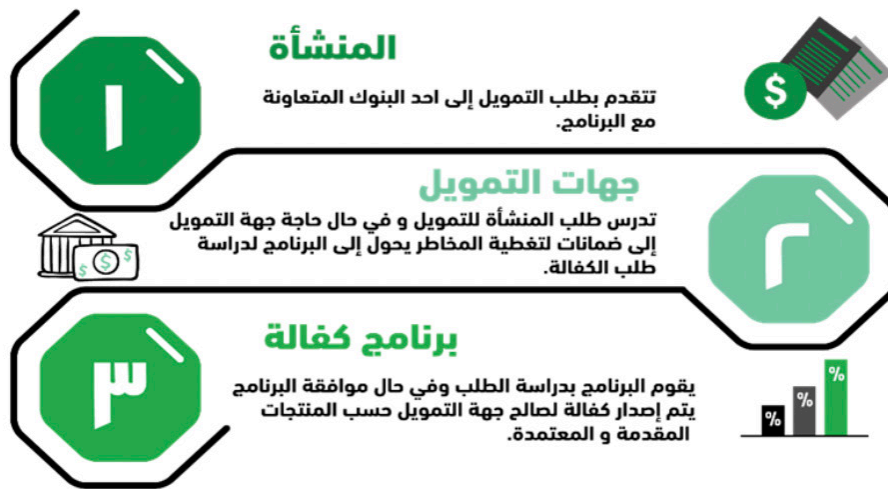 ١
المنشأة
تتقدم بطلب التمويل إلى احد البنوك المتعاونة
مع البرنامج.
$
٢
جهات التمويل
تدرس طلب المنشأة للتمويل و في حال حاجة جهة التمويل
إلى ضمانات لتغطية المخاطر يحول إلى البرنامج لدراسة
طلب الكفالة.
$ $ $
٣
برنامج كفالة
يقوم البرنامج بدراسة الطلب وفي حال موافقة البرنامج
يتم إصدار كفالة لصالح جهة التمويل حسب المنتجات
المقدمة و المعتمدة.
% % %